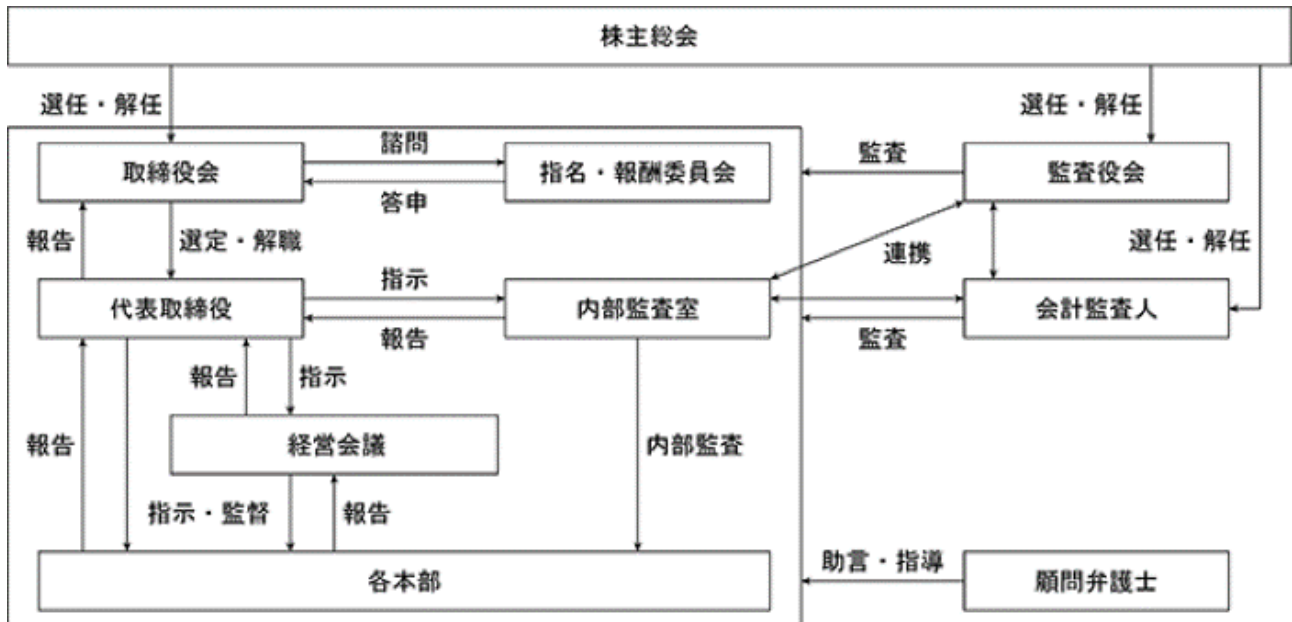 株主総会
選任・解任
選任・解任
諮問
取締役会
指名・報酬委員会
監査
監査役会
答申
報告
選定・解職
連携
選任・解任
指示
代表取締役
内部監査室
会計監査人
報告
監査
報告
指示
報告
経営会議
内部監査
指示・監督
報告
各本部
助言・指導
顧問弁護士